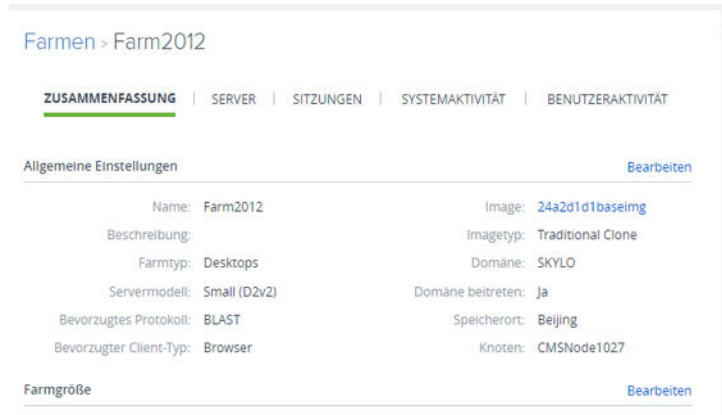 Farmen > Farm2012
ZUSAMMENFASSUNG | SERVER | SITZUNGEN | SYSTEMAKTIVITÄT | BENUTZERAKTIVITÄT
Allgemeine Einstellungen Bearbeiten
Name: Farm2012 Image: 24a2d1d1baseimg
Beschreibung: Imagetyp: Traditional Clone
Farmtyp: Desktops Domäne: SKYLO
Servermodell: Small (D2v2) Domäne beitreten: Ja
Bevorzugtes Protokoll: BLAST Speicherort: Beijing
Bevorzugter Client-Typ: Browser Knoten: CMSNode1027
Farmgröße Bearbeiten